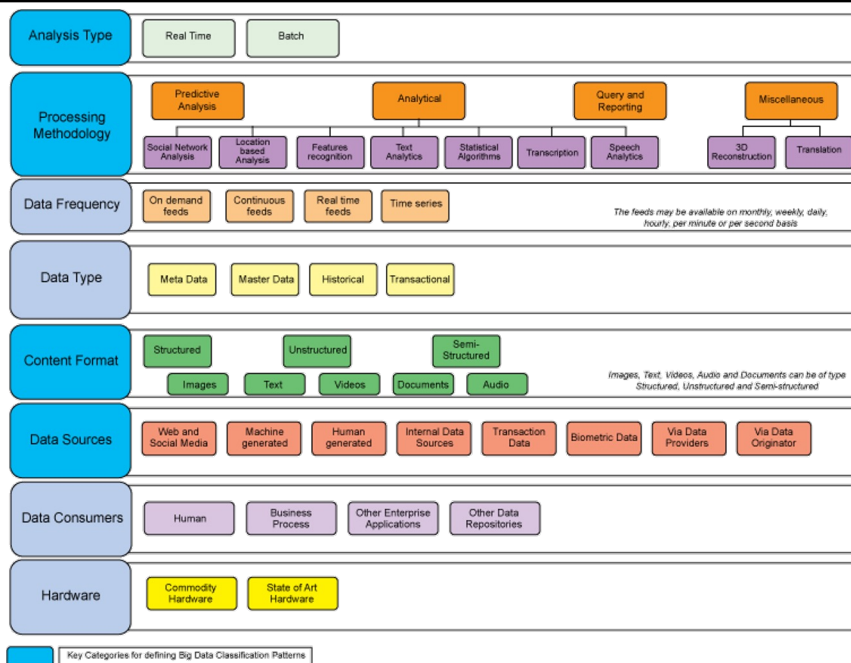 Analysis Type
Real Time
Batch
Processing
Methodology
Predictive
Analysis
Analytical
Query and
Reporting
Miscellaneous
Social Network
Analysis
Location
based
Analysis
Features
recognition
Text
Analytics
Statistical
Algorithms
Transcription
Speech
Analytics
3D
Reconstruction
Translation
Data Frequency
On demand
feeds
Continuous
feeds
Real time
feeds
Time series
The feeds may be available on monthly, weekly, daily,
hourly, per minute or per second basis
Data Type
Meta Data
Master Data
Historical
Transactional
Content Format
Structured
Unstructured
Semi-
Structured
Images
Text
Videos
Documents
Audio
Images, Text, Videos, Audio and Documents can be of type
Structured, Unstructured and Semi-structured
Data Sources
Web and
Social Media
Machine
generated
Human
generated
Internal Data
Sources
Transaction
Data
Biometric Data
Via Data
Providers
Via Data
Originator
Data Consumers
Human
Business
Process
Other Enterprise
Applications
Other Data
Repositories
Hardware
Commodity
Hardware
State of Art
Hardware
Key Categories for defining Big Data Classification Patterns